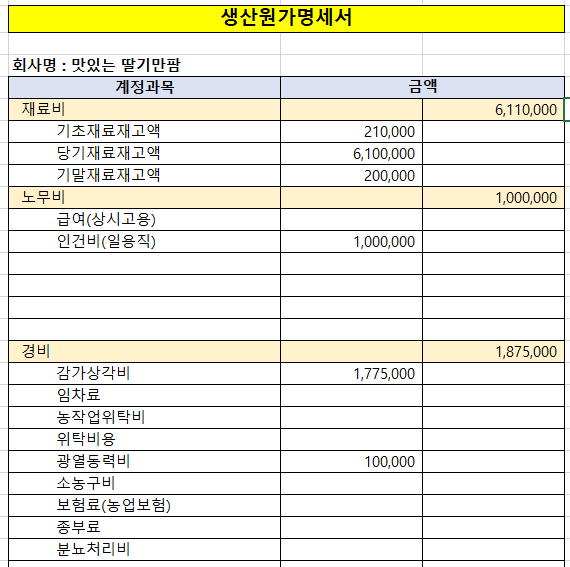 생산원가명세서
회사명 : 맛있는 딸기만팜
계정과목 금액
재료비 6,110,000
기초재료재고액 210,000
당기재료재고액 6,100,000
기말재료재고액 200,000
노무비 1,000,000
급여(상시고용)
인건비(일용직) 1,000,000
경비 1,875,000
감가상각비 1,775,000
임차료
농작업위탁비
위탁비용
광열동력비 100,000
소농구비
보험료(농업보험)
종부료
분뇨처리비